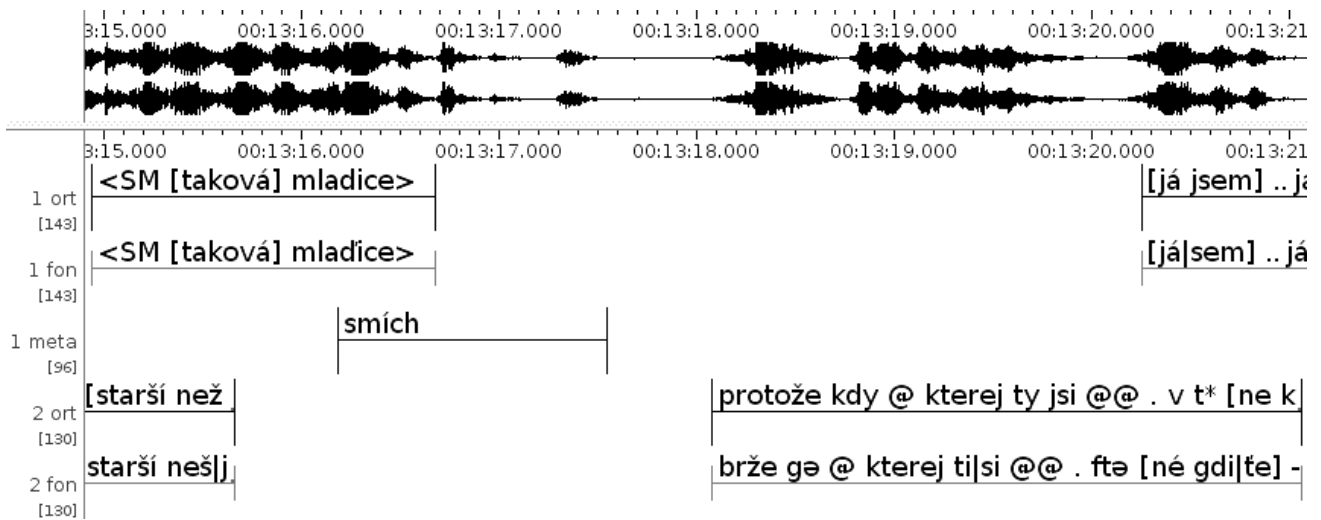 3:15.000 00:13:16.000 00:13:17.000 00:13:18.000 00:13:19.000 00:13:20.000 00:13:21
3:15.000 00:13:16.000 00:13:17.000 00:13:18.000 00:13:19.000 00:13:20.000 00:13:21
1 ort <SM [taková] mladice> [já jsem] .. já
[143]
1 fon <SM [taková] mlaďice> [já|sem] .. já
[143]
1 meta smích
[96]
2 ort [starší než protože kdy @ kterej ty jsi @@ . v t* [ne k
[130]
2 fon starší neš|j brže gə @ kterej ti|si @@ . ftə [né gdi|ťe] -
[130]